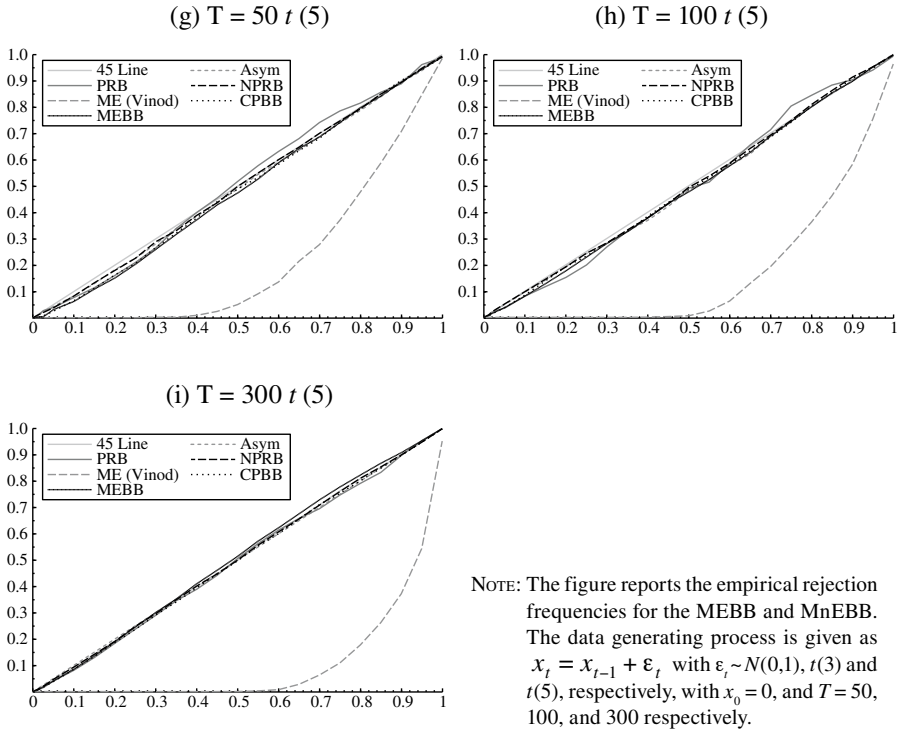 (g) T = 50 t (5)
1.0
0.9
0.8
0.7
0.6
0.5
0.4
0.3
0.2
0.1
45 Line
PRB
ME (Vinod)
MEBB
Asym
NPRB
CPBB
0 0.1 0.2 0.3 0.4 0.5 0.6 0.7 0.8 0.9 1
(h) T = 100 t (5)
1.0
0.9
0.8
0.7
0.6
0.5
0.4
0.3
0.2
0.1
45 Line
PRB
ME (Vinod)
MEBB
Asym
NPRB
CPBB
0 0.1 0.2 0.3 0.4 0.5 0.6 0.7 0.8 0.9 1
(i) T = 300 t (5)
1.0
0.9
0.8
0.7
0.6
0.5
0.4
0.3
0.2
0.1
45 Line
PRB
ME (Vinod)
MEBB
Asym
NPRB
CPBB
0 0.1 0.2 0.3 0.4 0.5 0.6 0.7 0.8 0.9 1
NOTE: The figure reports the empirical rejection
frequencies for the MEBB and MnEBB.
The data generating process is given as
xₜ = xₜ₋₁ + εₜ with εₜ ~ N(0,1), t(3) and
t(5), respectively, with x₀ = 0, and T = 50,
100, and 300 respectively.